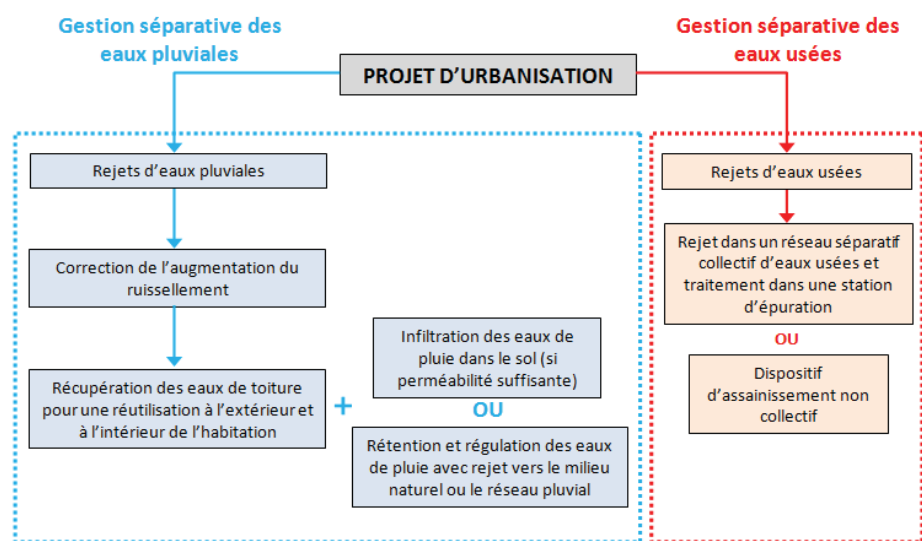 Gestion séparative des
eaux pluviales
PROJET D’URBANISATION
Gestion séparative des
eaux usées
Rejets d’eaux pluviales
Correction de l’augmentation du
ruissellement
Récupération des eaux de toiture
pour une réutilisation à l’extérieur et
à l’intérieur de l’habitation
+
Infiltration des eaux de
pluie dans le sol (si
perméabilité suffisante)
OU
Rétention et régulation des eaux
de pluie avec rejet vers le milieu
naturel ou le réseau pluvial
Rejets d’eaux usées
Rejet dans un réseau séparatif
collectif d’eaux usées et
traitement dans une station
d’épuration
OU
Dispositif
d’assainissement non
collectif